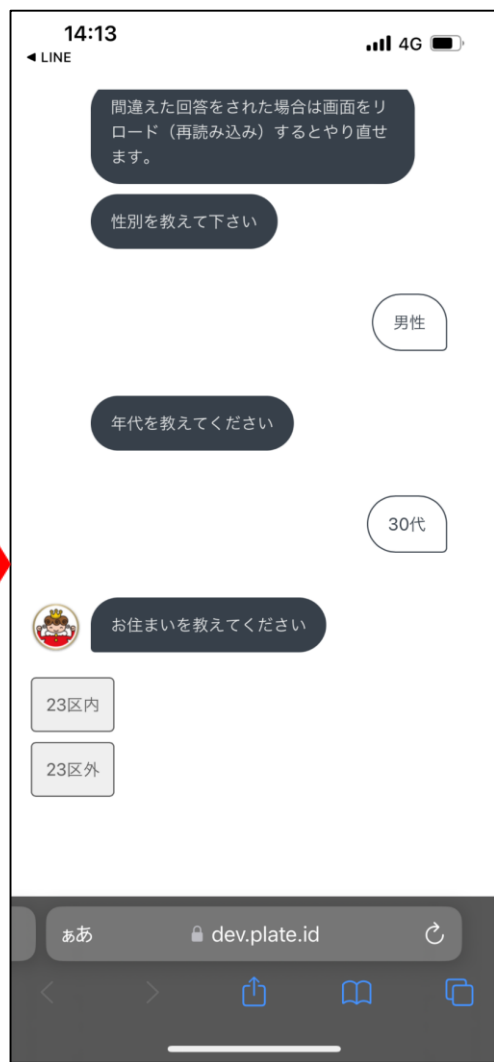 14:13
4G
◀ LINE
間違えた回答をされた場合は画面をリ
ロード（再読み込み）するとやり直せ
ます。
性別を教えて下さい
男性
年代を教えてください
30代
お住まいを教えてください
23区内
23区外
ぁあ
dev.plate.id